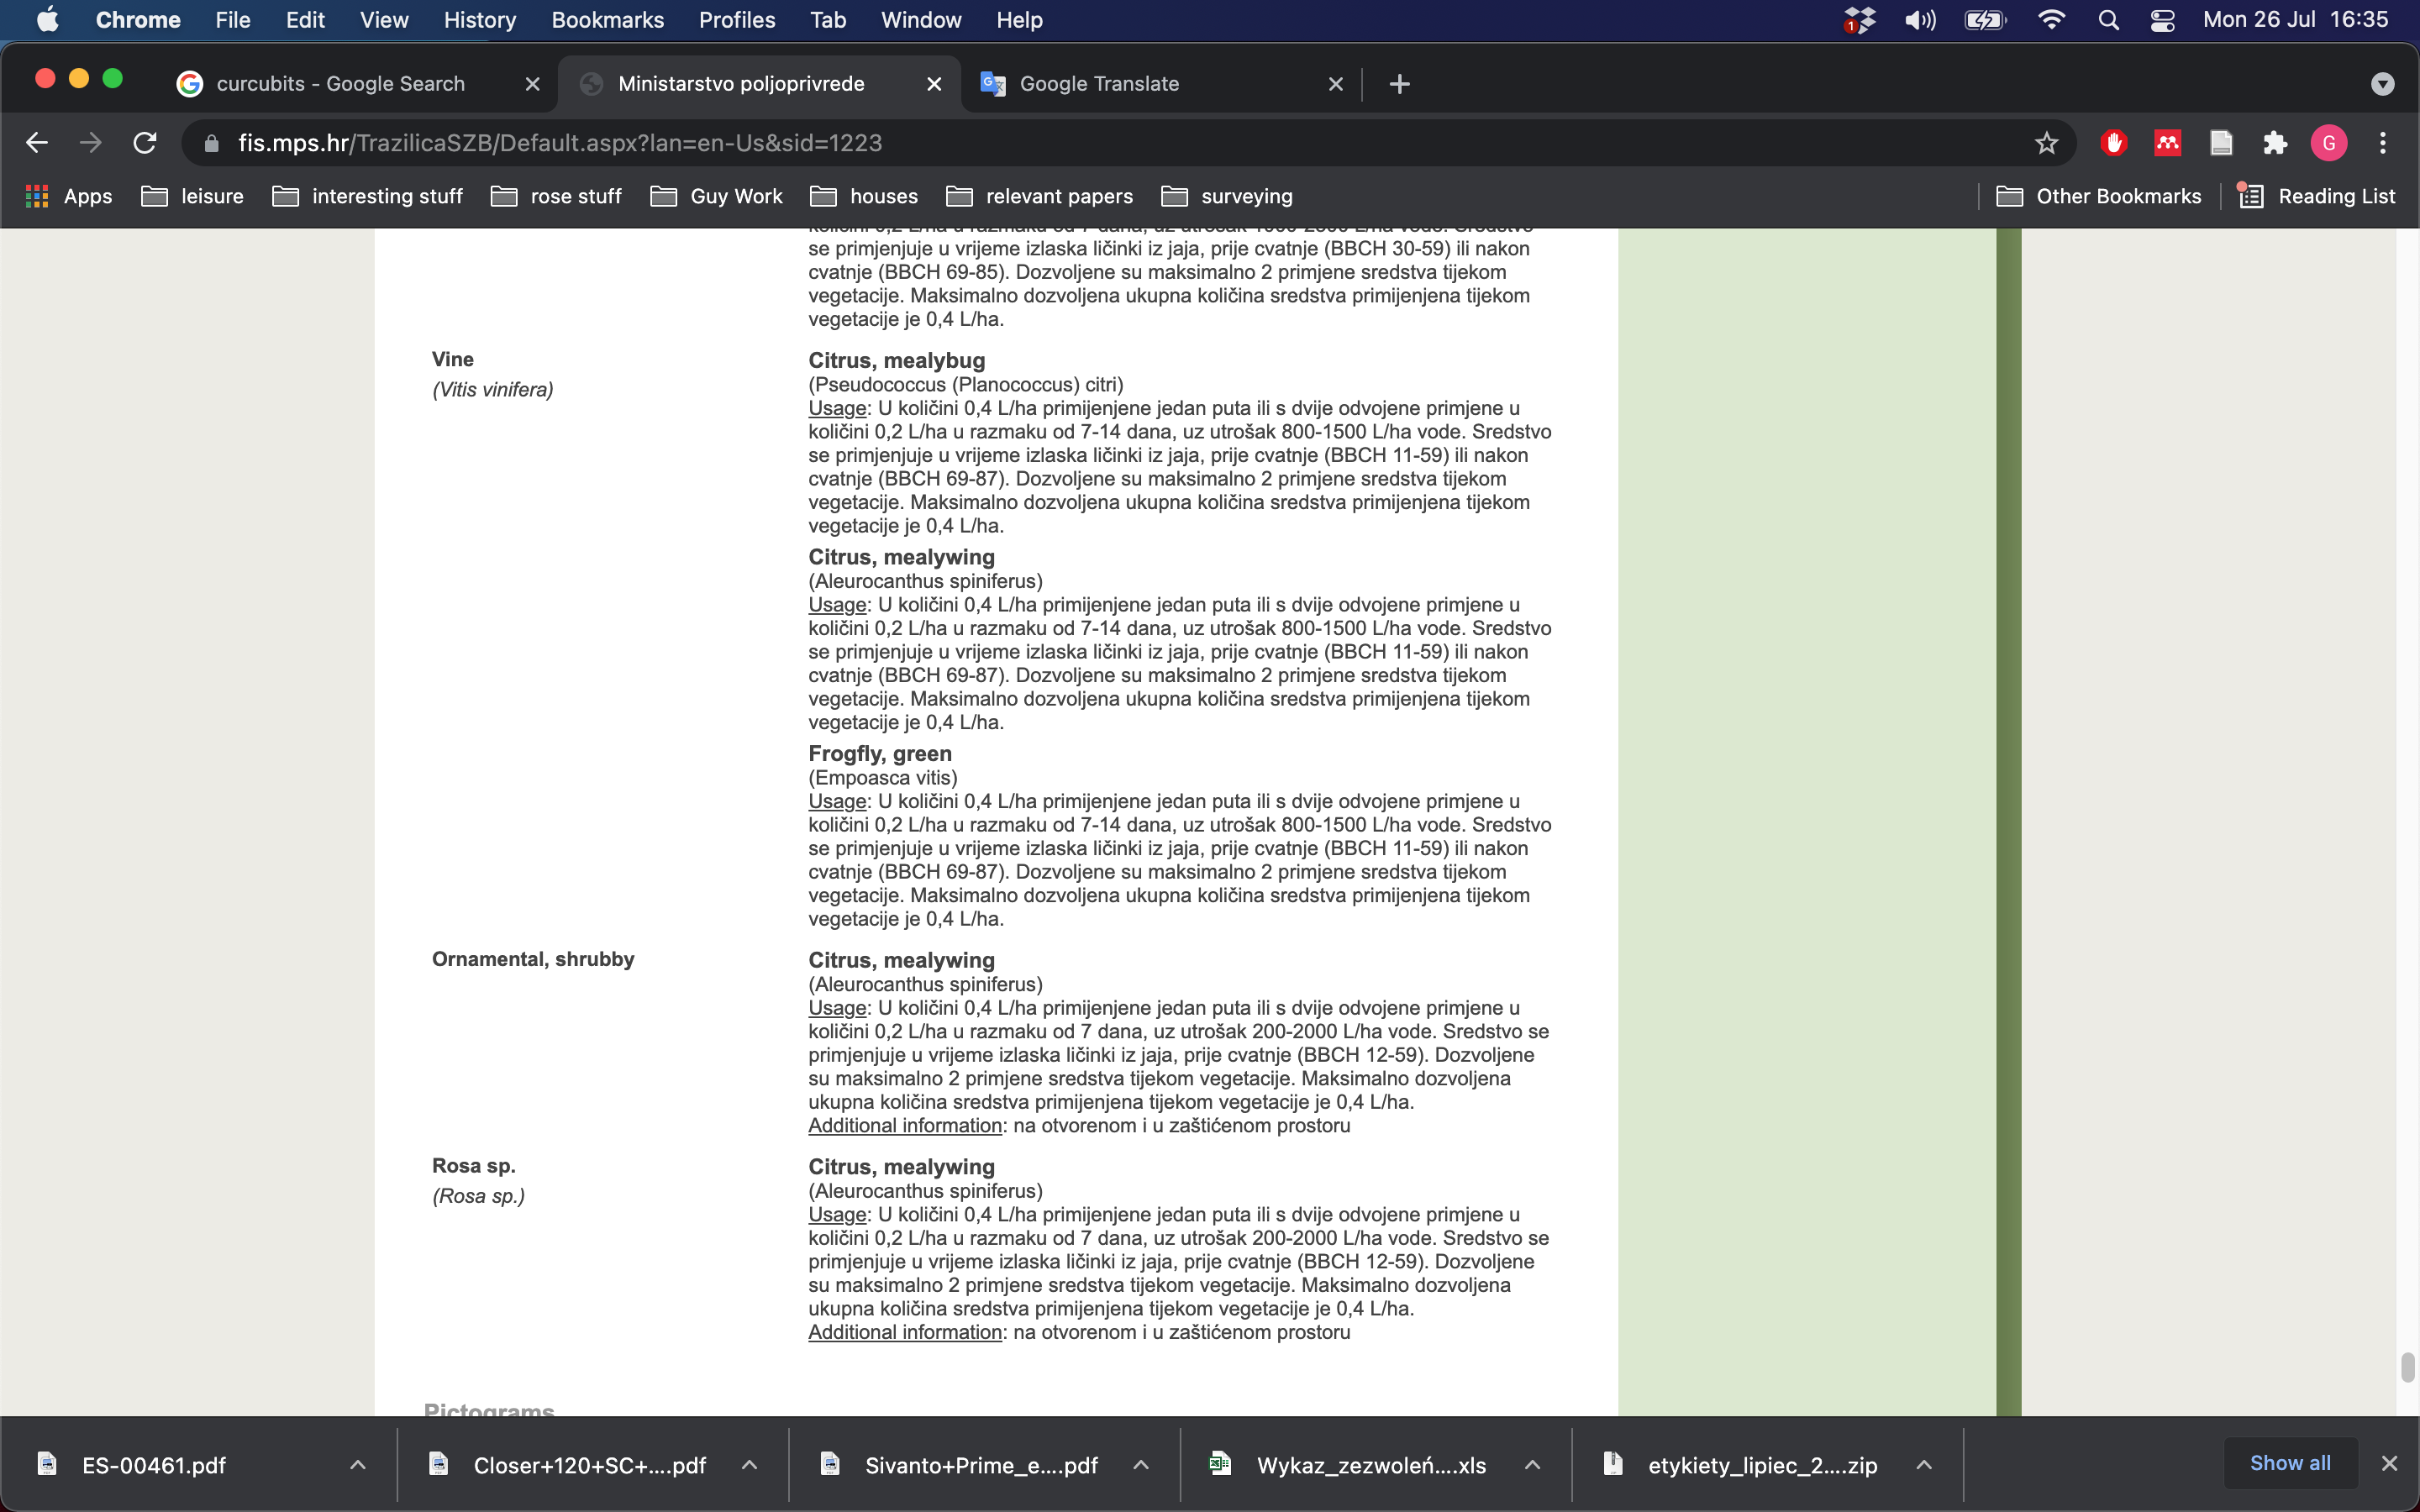 Chrome File Edit View History Bookmarks Profiles Tab Window Help 1 Mon 26 Jul 16:35
curcubits - Google Search Ministarstvo poljoprivrede Google Translate
fis.mps.hr/TrazilicaSZB/Default.aspx?lan=en-Us&sid=1223 G
Apps leisure interesting stuff rose stuff Guy Work houses relevant papers surveying Other Bookmarks Reading List
se primjenjuje u vrijeme izlaska ličinki iz jaja, prije cvatnje (BBCH 30-59) ili nakon
cvatnje (BBCH 69-85). Dozvoljene su maksimalno 2 primjene sredstva tijekom
vegetacije. Maksimalno dozvoljena ukupna količina sredstva primijenjena tijekom
vegetacije je 0,4 L/ha.
Vine
(Vitis vinifera)
Citrus, mealybug
(Pseudococcus (Planococcus) citri)
Usage: U količini 0,4 L/ha primijenjene jedan puta ili s dvije odvojene primjene u
količini 0,2 L/ha u razmaku od 7-14 dana, uz utrošak 800-1500 L/ha vode. Sredstvo
se primjenjuje u vrijeme izlaska ličinki iz jaja, prije cvatnje (BBCH 11-59) ili nakon
cvatnje (BBCH 69-87). Dozvoljene su maksimalno 2 primjene sredstva tijekom
vegetacije. Maksimalno dozvoljena ukupna količina sredstva primijenjena tijekom
vegetacije je 0,4 L/ha.
Citrus, mealywing
(Aleurocanthus spiniferus)
Usage: U količini 0,4 L/ha primijenjene jedan puta ili s dvije odvojene primjene u
količini 0,2 L/ha u razmaku od 7-14 dana, uz utrošak 800-1500 L/ha vode. Sredstvo
se primjenjuje u vrijeme izlaska ličinki iz jaja, prije cvatnje (BBCH 11-59) ili nakon
cvatnje (BBCH 69-87). Dozvoljene su maksimalno 2 primjene sredstva tijekom
vegetacije. Maksimalno dozvoljena ukupna količina sredstva primijenjena tijekom
vegetacije je 0,4 L/ha.
Frogfly, green
(Empoasca vitis)
Usage: U količini 0,4 L/ha primijenjene jedan puta ili s dvije odvojene primjene u
količini 0,2 L/ha u razmaku od 7-14 dana, uz utrošak 800-1500 L/ha vode. Sredstvo
se primjenjuje u vrijeme izlaska ličinki iz jaja, prije cvatnje (BBCH 11-59) ili nakon
cvatnje (BBCH 69-87). Dozvoljene su maksimalno 2 primjene sredstva tijekom
vegetacije. Maksimalno dozvoljena ukupna količina sredstva primijenjena tijekom
vegetacije je 0,4 L/ha.
Ornamental, shrubby
Citrus, mealywing
(Aleurocanthus spiniferus)
Usage: U količini 0,4 L/ha primijenjene jedan puta ili s dvije odvojene primjene u
količini 0,2 L/ha u razmaku od 7 dana, uz utrošak 200-2000 L/ha vode. Sredstvo se
primjenjuje u vrijeme izlaska ličinki iz jaja, prije cvatnje (BBCH 12-59). Dozvoljene
su maksimalno 2 primjene sredstva tijekom vegetacije. Maksimalno dozvoljena
ukupna količina sredstva primijenjena tijekom vegetacije je 0,4 L/ha.
Additional information: na otvorenom i u zaštićenom prostoru
Rosa sp.
(Rosa sp.)
Citrus, mealywing
(Aleurocanthus spiniferus)
Usage: U količini 0,4 L/ha primijenjene jedan puta ili s dvije odvojene primjene u
količini 0,2 L/ha u razmaku od 7 dana, uz utrošak 200-2000 L/ha vode. Sredstvo se
primjenjuje u vrijeme izlaska ličinki iz jaja, prije cvatnje (BBCH 12-59). Dozvoljene
su maksimalno 2 primjene sredstva tijekom vegetacije. Maksimalno dozvoljena
ukupna količina sredstva primijenjena tijekom vegetacije je 0,4 L/ha.
Additional information: na otvorenom i u zaštićenom prostoru
Pictograms
ES-00461.pdf Closer+120+SC+....pdf Sivanto+Prime_e....pdf Wykaz_zezwoleń....xls etykiety_lipiec_2....zip Show all